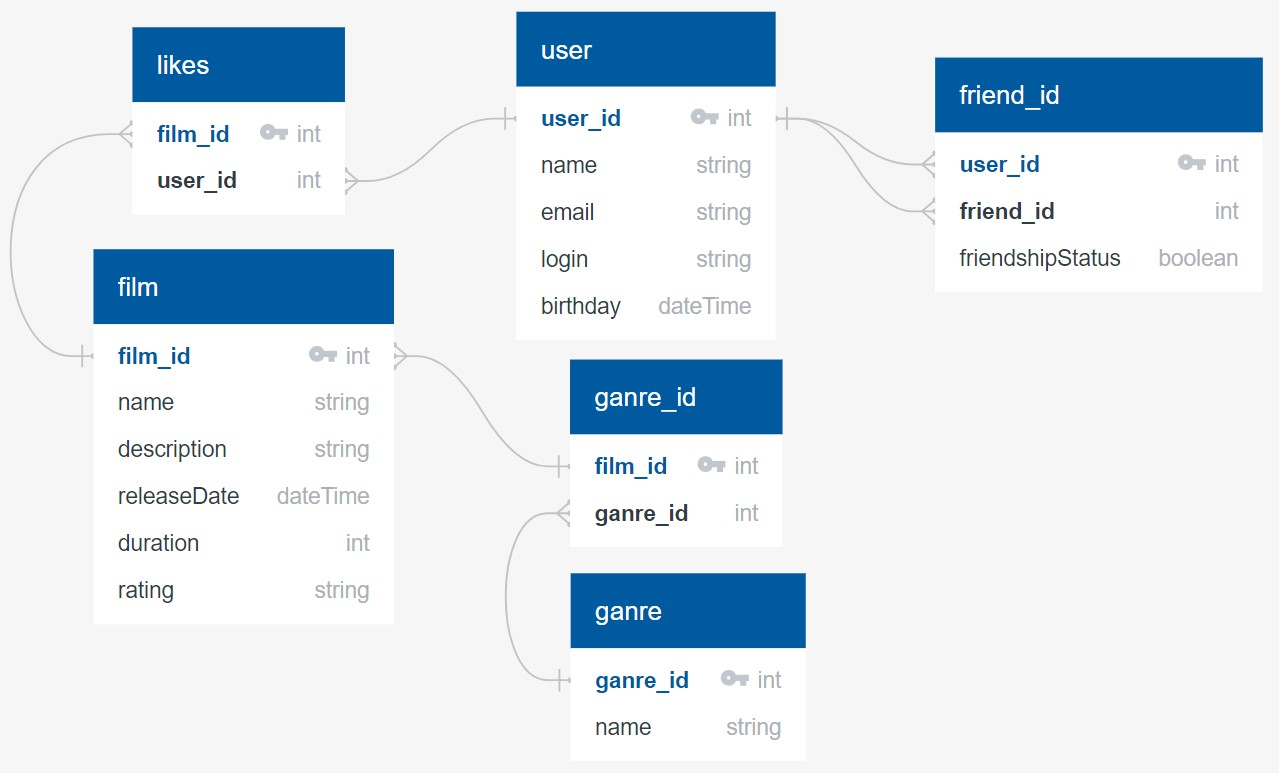 likes
film_id int
user_id int
film
film_id int
name string
description string
releaseDate dateTime
duration int
rating string
user
user_id int
name string
email string
login string
birthday dateTime
ganre_id
film_id int
ganre_id int
ganre
ganre_id int
name string
friend_id
user_id int
friend_id int
friendshipStatus boolean